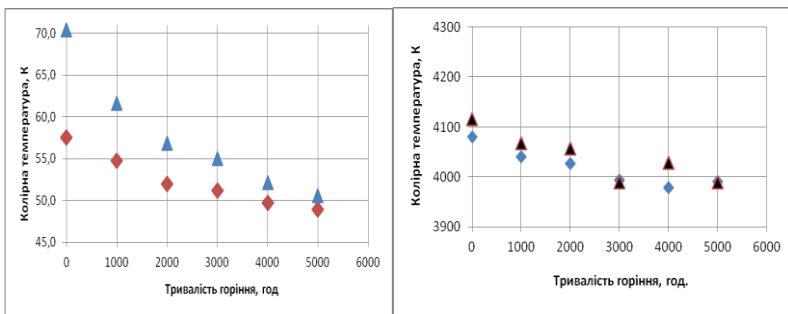 Колірна температура, К
70,0
65,0
60,0
55,0
50,0
45,0
0 1000 2000 3000 4000 5000 6000
Тривалість горіння, год
Колірна температура, К
4300
4200
4100
4000
3900
0 1000 2000 3000 4000 5000 6000
Тривалість горіння, год.